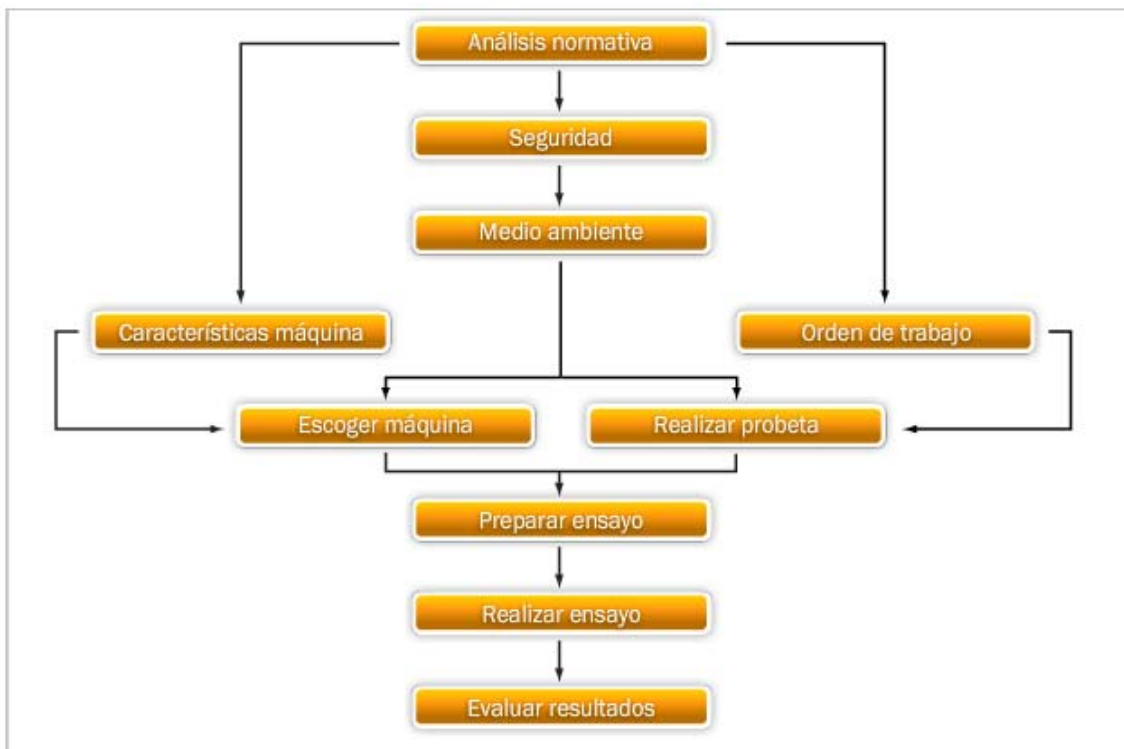 Análisis normativa
Seguridad
Medio ambiente
Características máquina
Orden de trabajo
Escoger máquina
Realizar probeta
Preparar ensayo
Realizar ensayo
Evaluar resultados